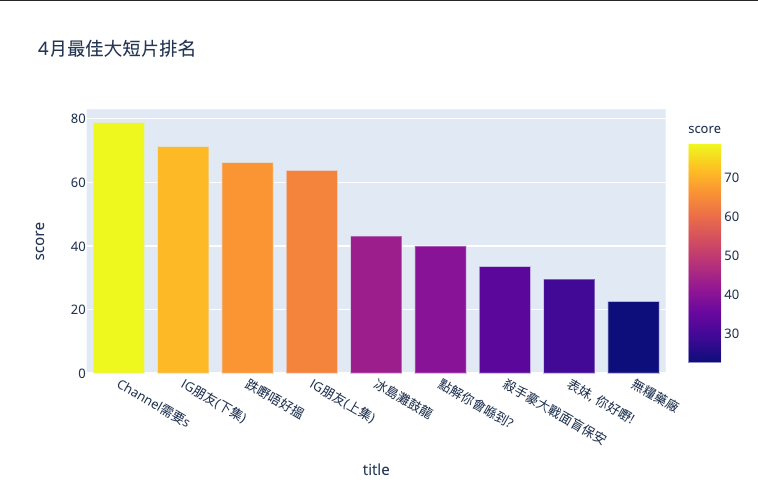 4月最佳大短片排名
score
80
60
40
20
0
score
70
60
50
40
30
Channel需要s
IG朋友(下集)
跌嘢唔好搵
IG朋友(上集)
冰島灘鼓龍
點解你會喺到?
殺手豪大戰面盲保安
表妹, 你好嘢!
無糧藥廠
title